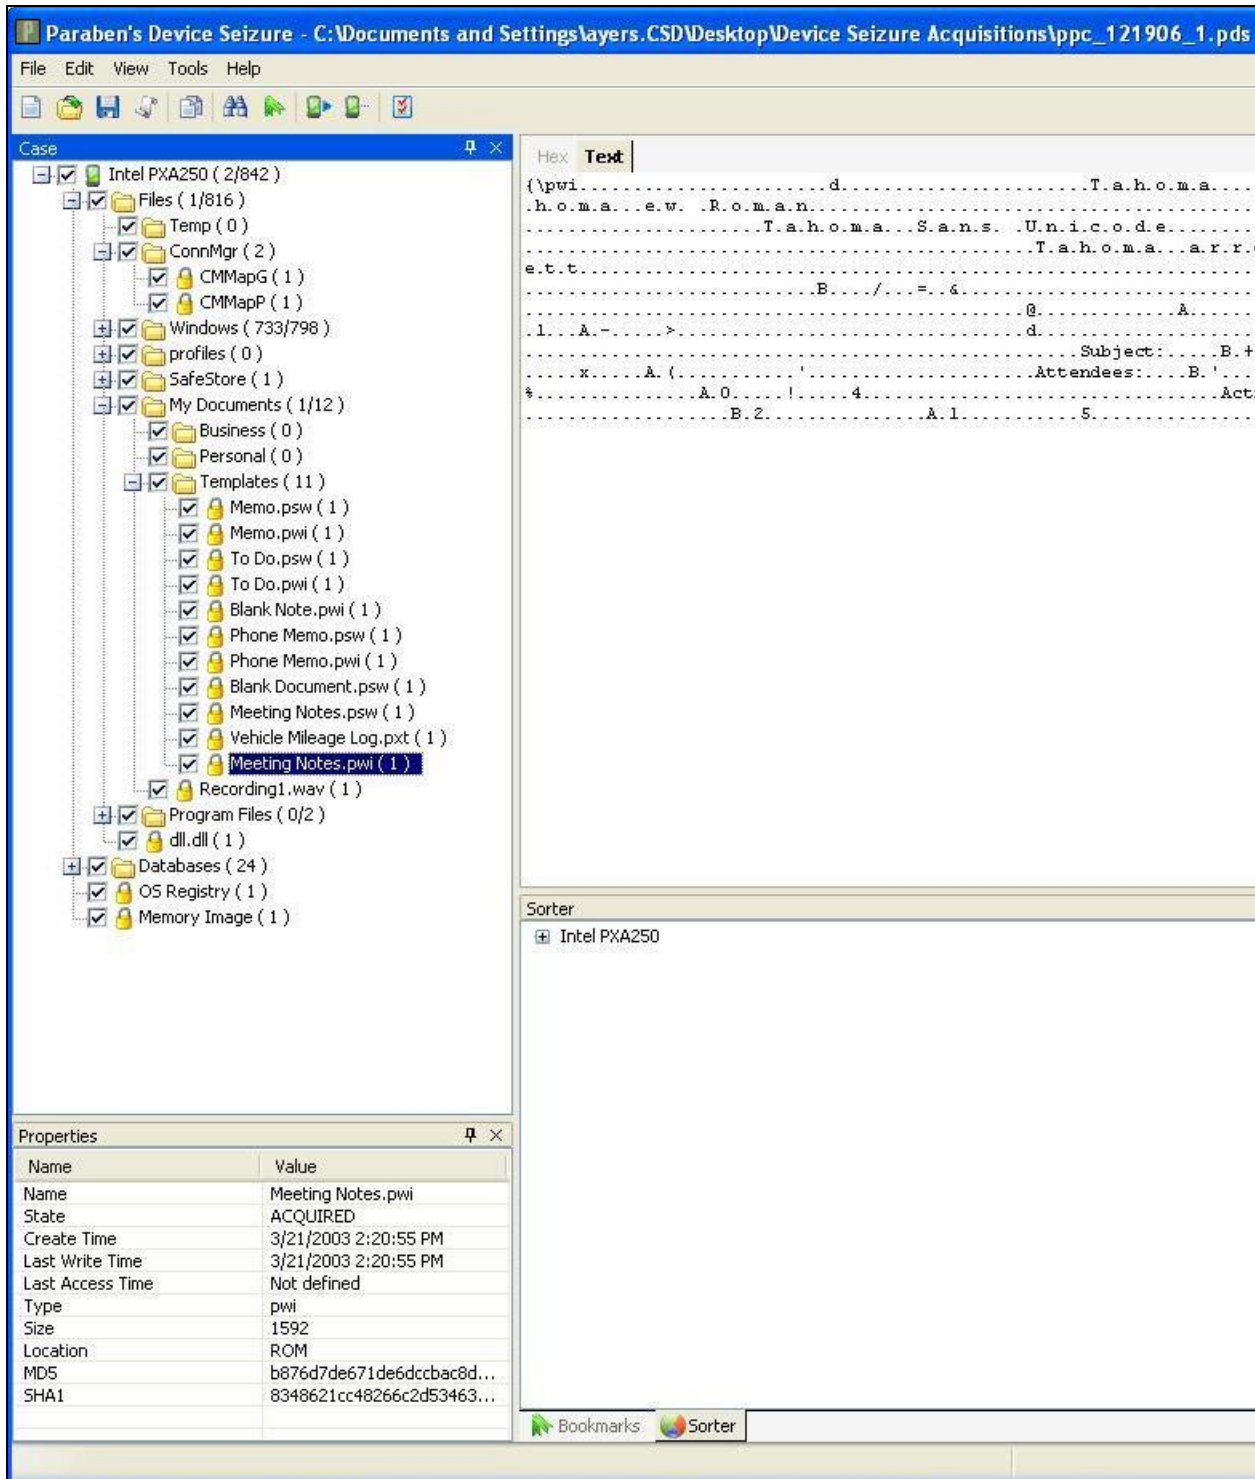 Paraben's Device Seizure - C:\Documents and Settings\ayers.CSD\Desktop\Device Seizure Acquisitions\ppc_121906_1.pds
File Edit View Tools Help
Case
Intel PXA250 ( 2/842 )
Files ( 1/816 )
Temp ( 0 )
ConnMgr ( 2 )
CMMapG ( 1 )
CMMapP ( 1 )
Windows ( 733/798 )
profiles ( 0 )
SafeStore ( 1 )
My Documents ( 1/12 )
Business ( 0 )
Personal ( 0 )
Templates ( 11 )
Memo.psw ( 1 )
Memo.pwi ( 1 )
To Do.psw ( 1 )
To Do.pwi ( 1 )
Blank Note.pwi ( 1 )
Phone Memo.psw ( 1 )
Phone Memo.pwi ( 1 )
Blank Document.psw ( 1 )
Meeting Notes.psw ( 1 )
Vehicle Mileage Log.pxt ( 1 )
Meeting Notes.pwi ( 1 )
Recording1.wav ( 1 )
Program Files ( 0/2 )
dll.dll ( 1 )
Databases ( 24 )
OS Registry ( 1 )
Memory Image ( 1 )
Properties
Name Value
Name Meeting Notes.pwi
State ACQUIRED
Create Time 3/21/2003 2:20:55 PM
Last Write Time 3/21/2003 2:20:55 PM
Last Access Time Not defined
Type pwi
Size 1592
Location ROM
MD5 b876d7de671de6dccbac8d...
SHA1 8348621cc48266c2d53463...
Hex Text
{\pwi......................d.....................T.a.h.o.m.a....
.h.o.m.a...e.w. .R.o.m.a.n.......................................
....................T.a.h.o.m.a...S.a.n.s. .U.n.i.c.o.d.e.........
...........................................T.a.h.o.m.a...a.r.r.
e.t.t............................................................
........................B..../...=..&............................
.................................................@............A...
.l...A.-.....>..............................d....................
.................................................Subject:.....B.+
.....x.....A.(...........'....................Attendees:....B.'...
%...............A.0.....!....4..............................Act
.................B.2............A.1..........5...................
Sorter
Intel PXA250
Bookmarks Sorter